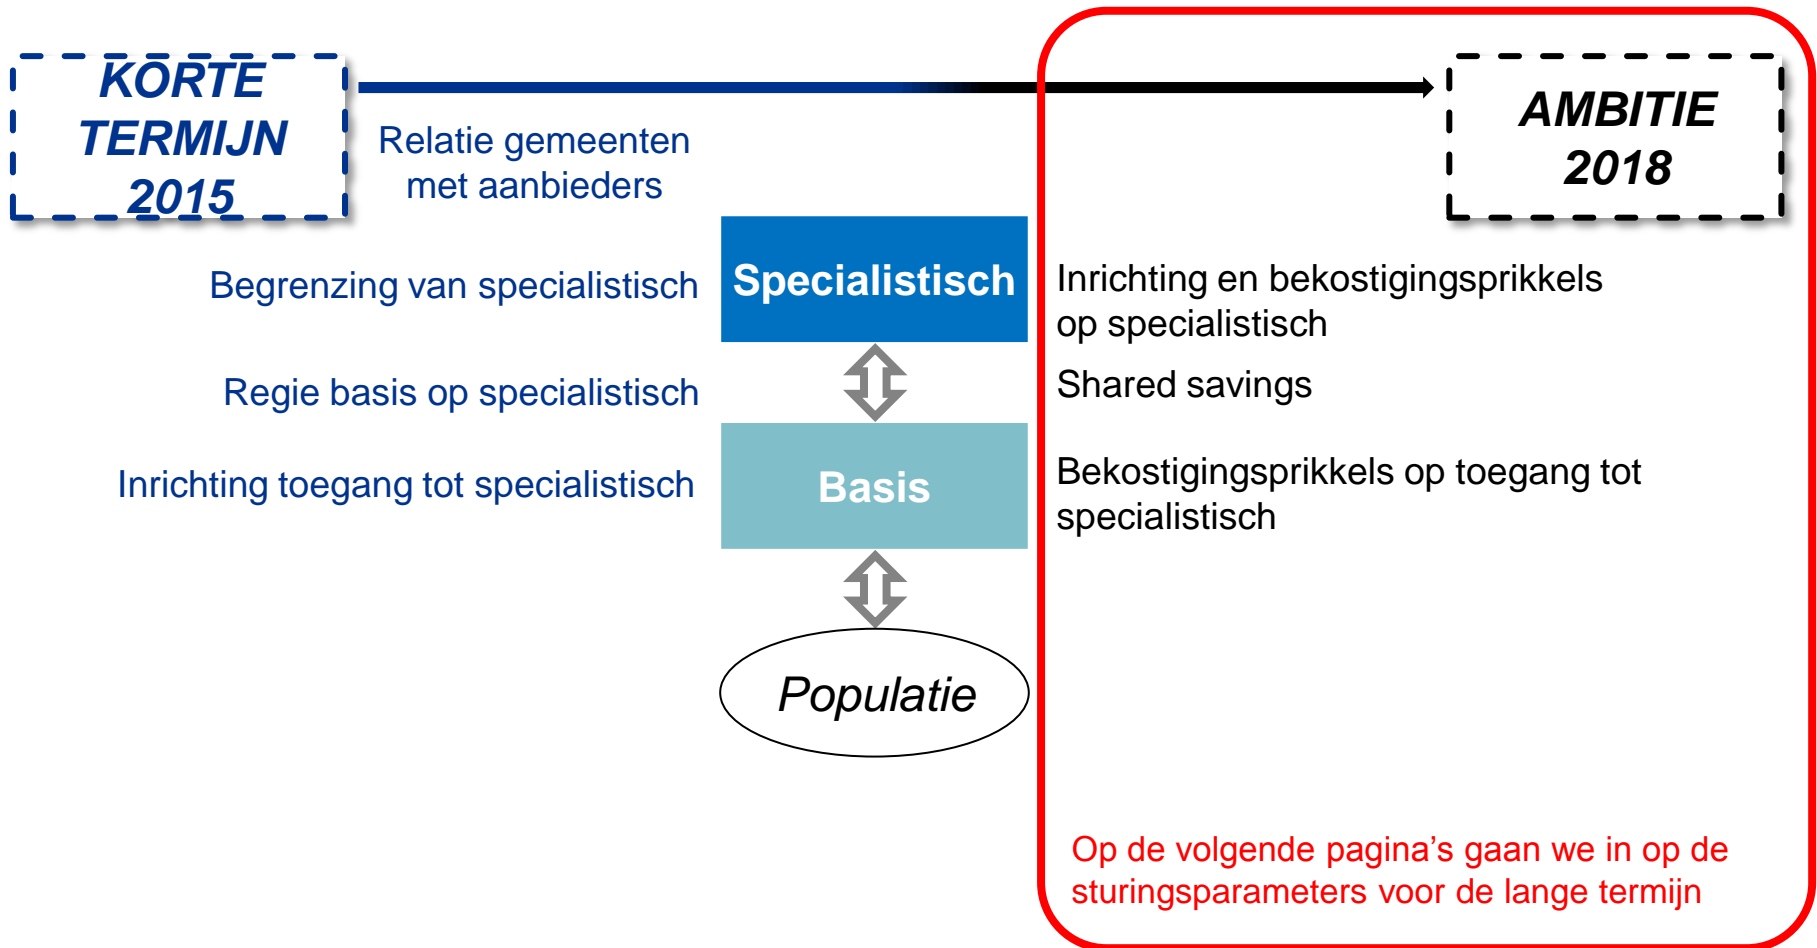 KORTE
TERMIJN
2015
Relatie gemeenten
met aanbieders
AMBITIE
2018
Begrenzing van specialistisch
Specialistisch
Inrichting en bekostigingsprikkels
op specialistisch
Regie basis op specialistisch
Shared savings
Inrichting toegang tot specialistisch
Basis
Bekostigingsprikkels op toegang tot
specialistisch
Populatie
Op de volgende pagina’s gaan we in op de
sturingsparameters voor de lange termijn